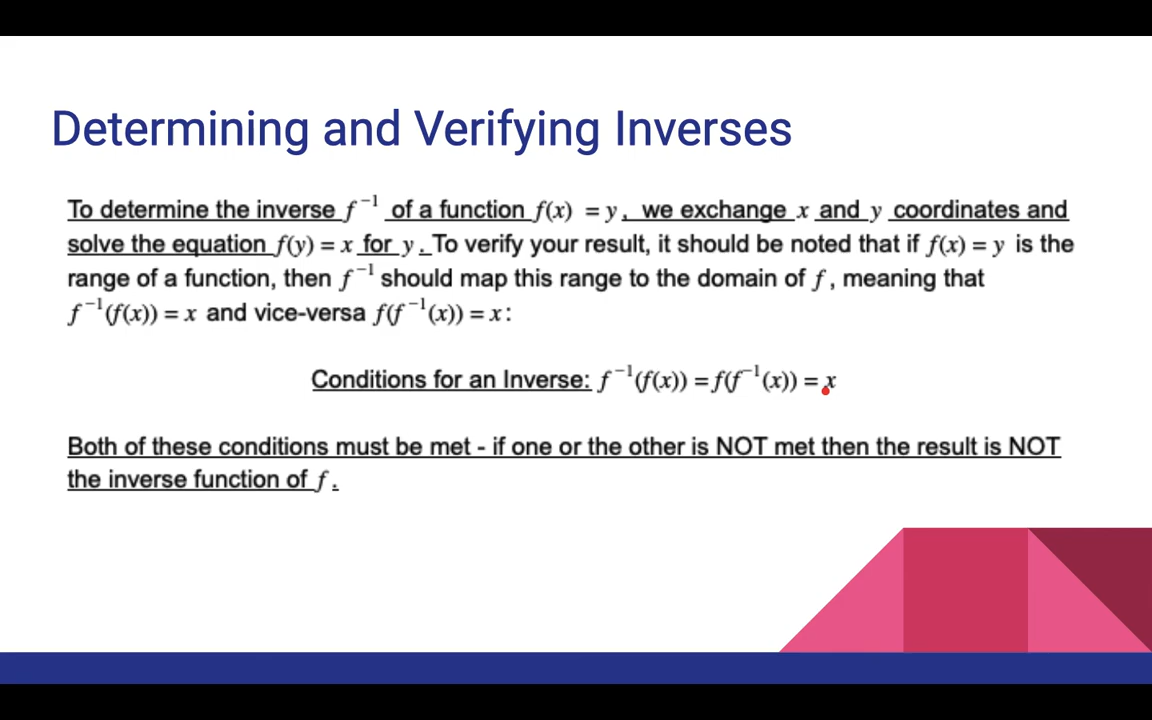 Determining and Verifying Inverses
To determine the inverse f⁻¹ of a function f(x) = y, we exchange x and y coordinates and
solve the equation f(y) = x for y. To verify your result, it should be noted that if f(x) = y is the
range of a function, then f⁻¹ should map this range to the domain of f, meaning that
f⁻¹(f(x)) = x and vice-versa f(f⁻¹(x)) = x:
Conditions for an Inverse: f⁻¹(f(x)) = f(f⁻¹(x)) = x
Both of these conditions must be met - if one or the other is NOT met then the result is NOT
the inverse function of f.